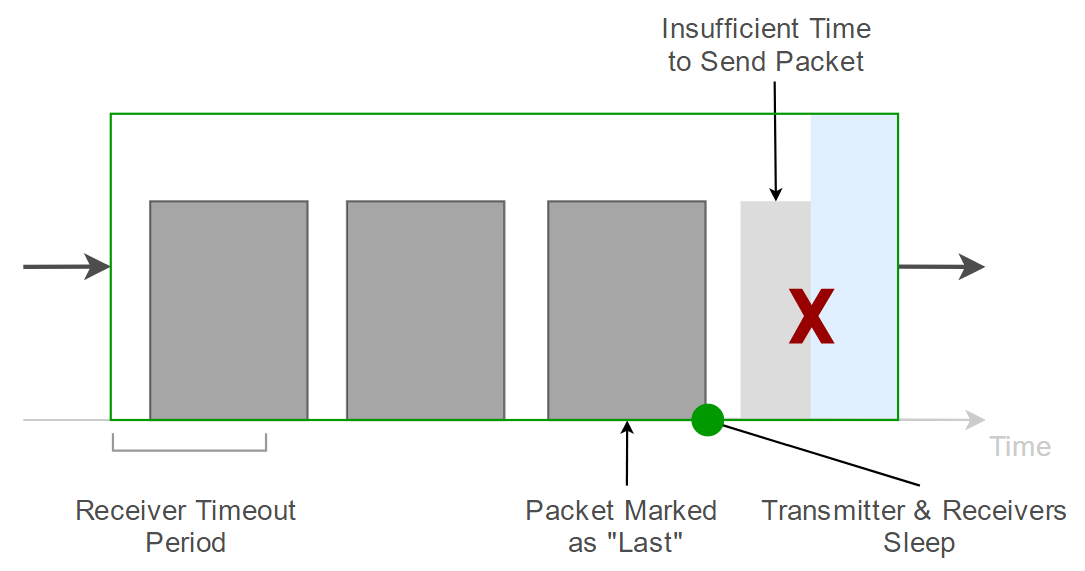 Insufficient Time
to Send Packet
X
Time
Receiver Timeout
Period
Packet Marked
as "Last"
Transmitter & Receivers
Sleep